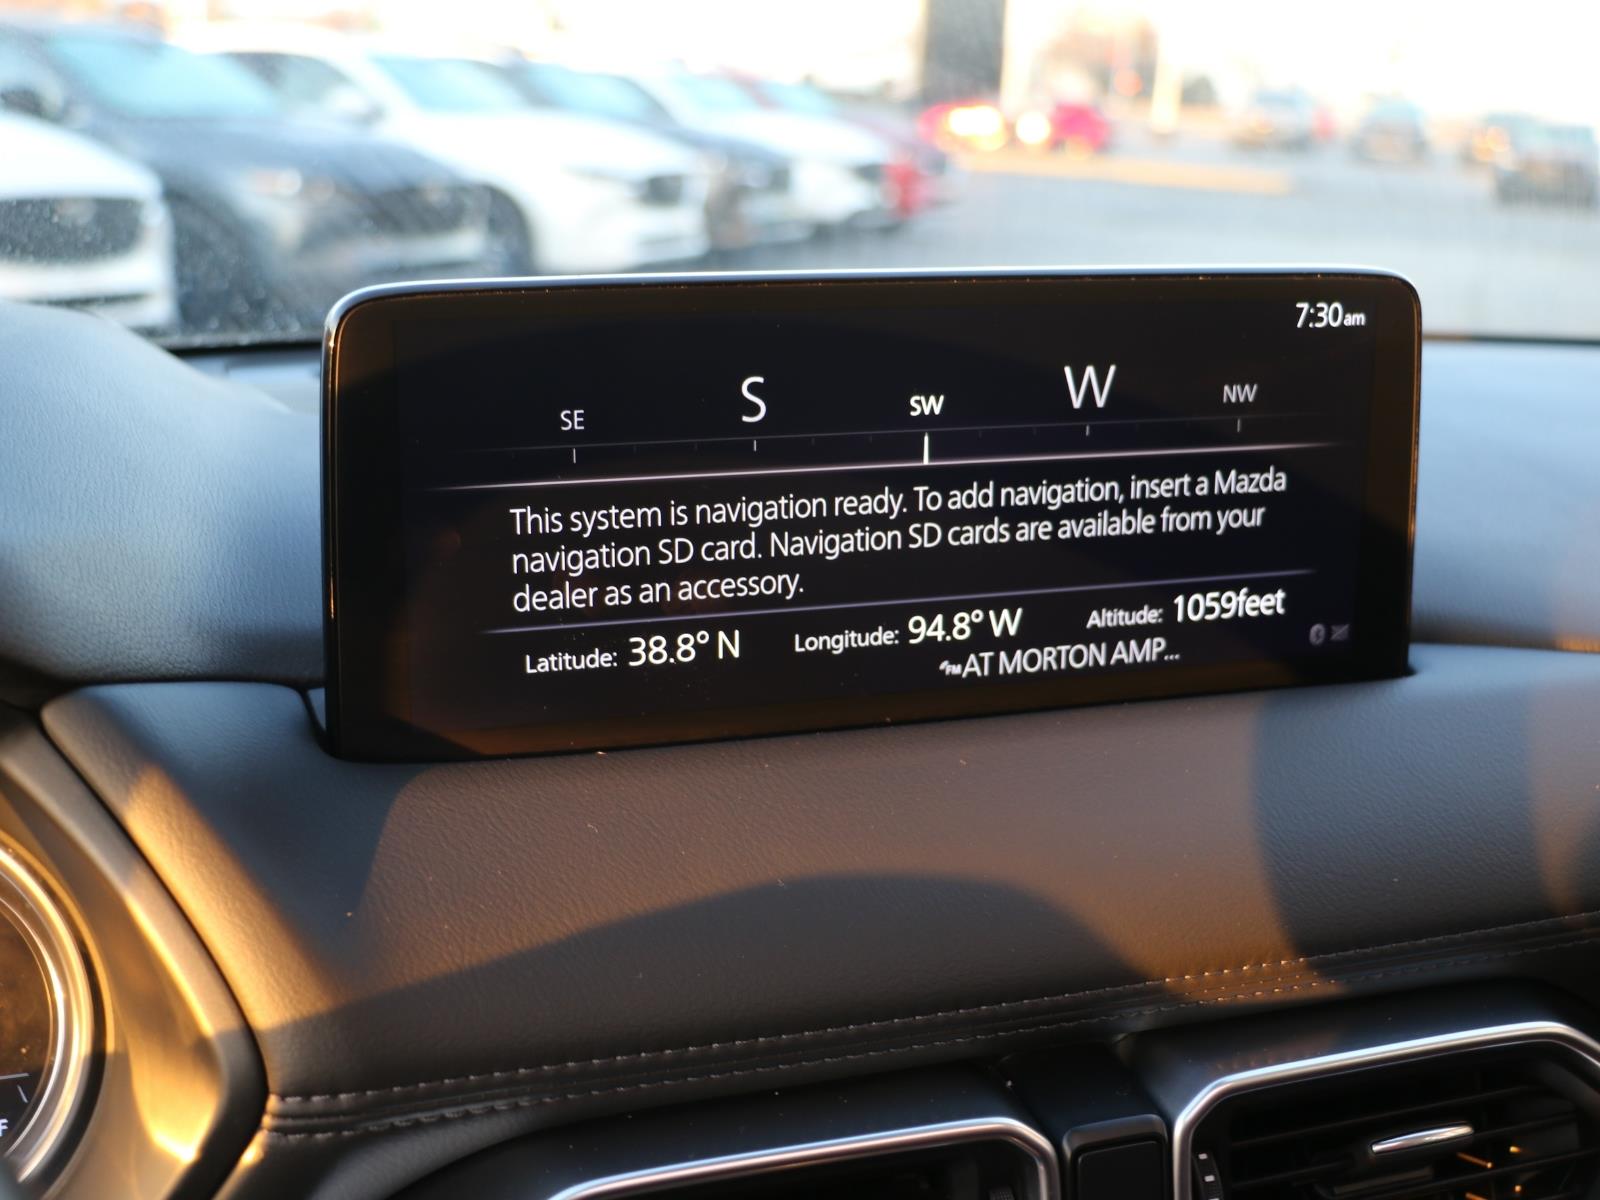 7:30am
SE S SW W NW
This system is navigation ready. To add navigation, insert a Mazda
navigation SD card. Navigation SD cards are available from your
dealer as an accessory.
Latitude: 38.8° N Longitude: 94.8° W Altitude: 1059feet
FM AT MORTON AMP...
F